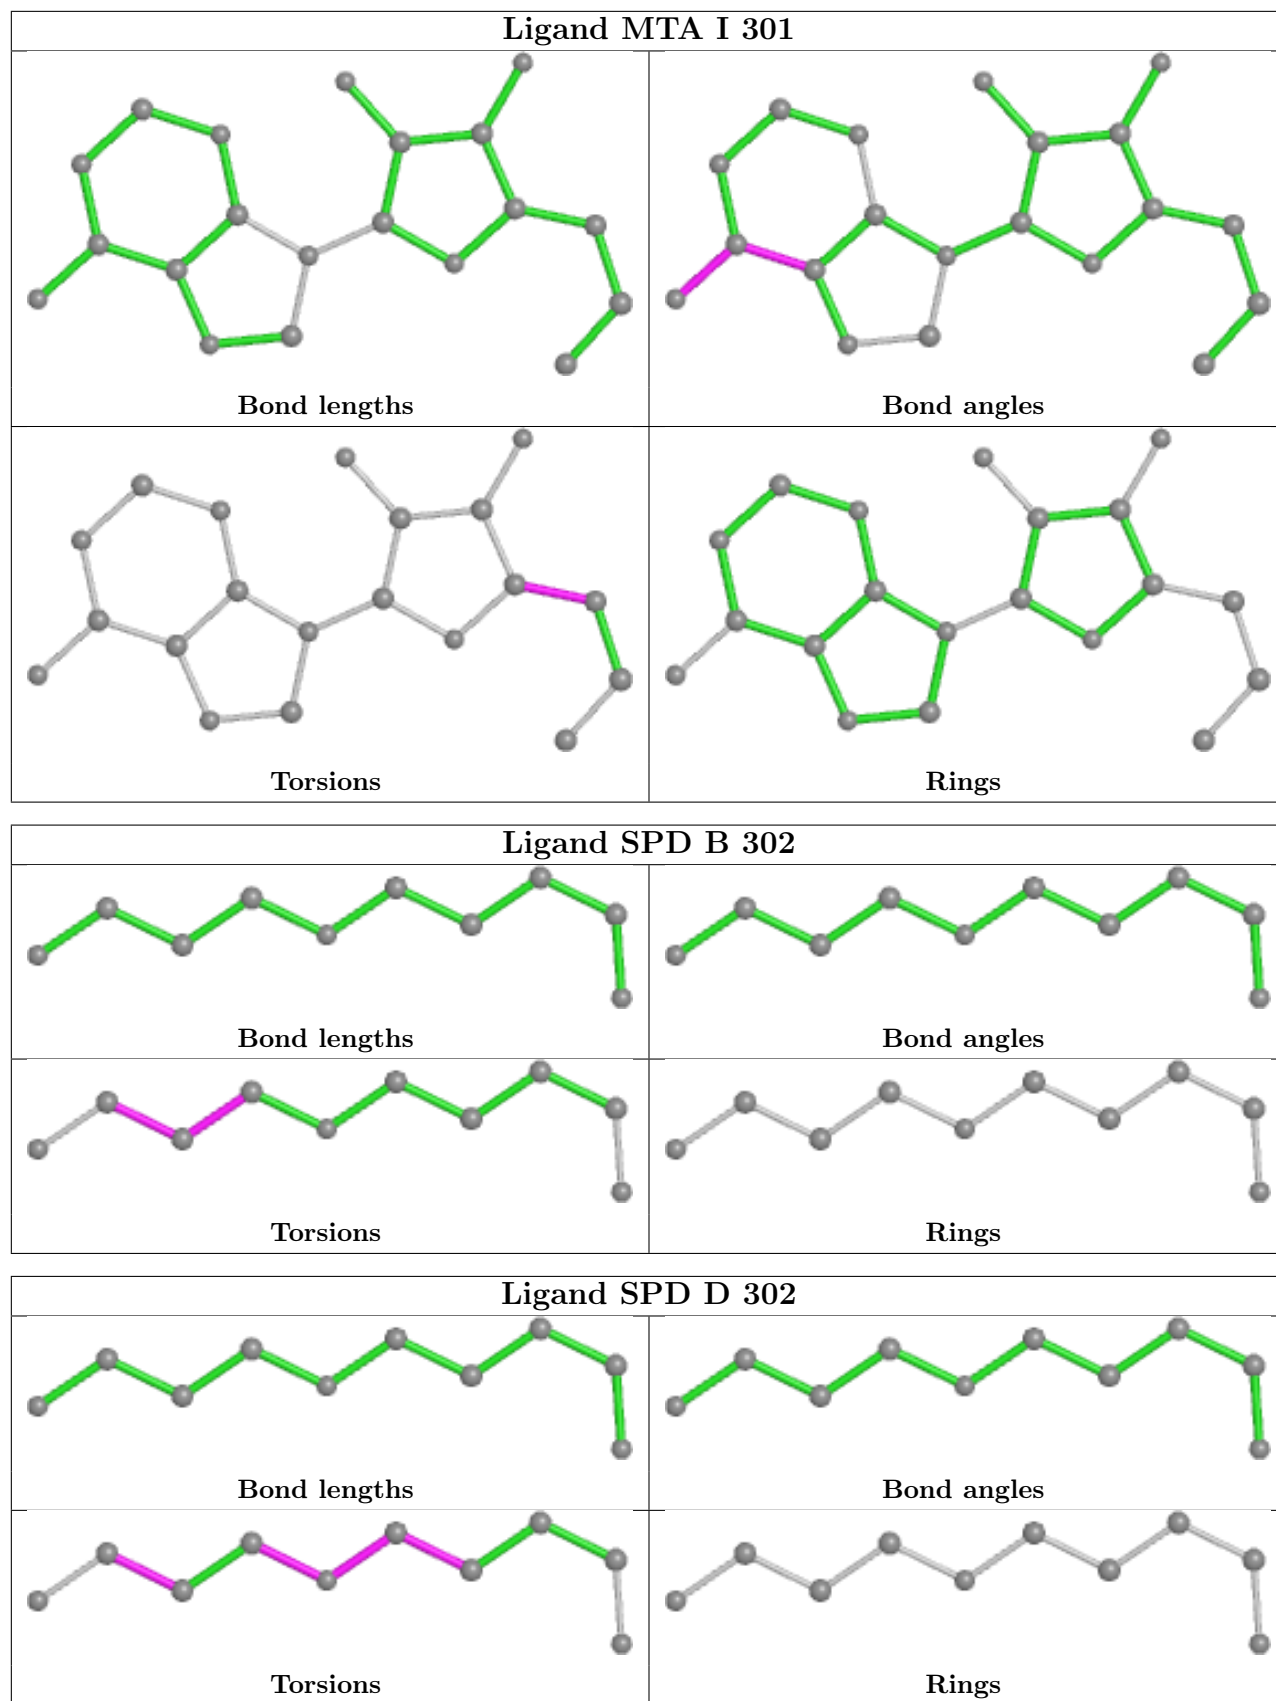 Ligand MTA I 301
Bond lengths
Bond angles
Torsions
Rings
Ligand SPD B 302
Bond lengths
Bond angles
Torsions
Rings
Ligand SPD D 302
Bond lengths
Bond angles
Torsions
Rings